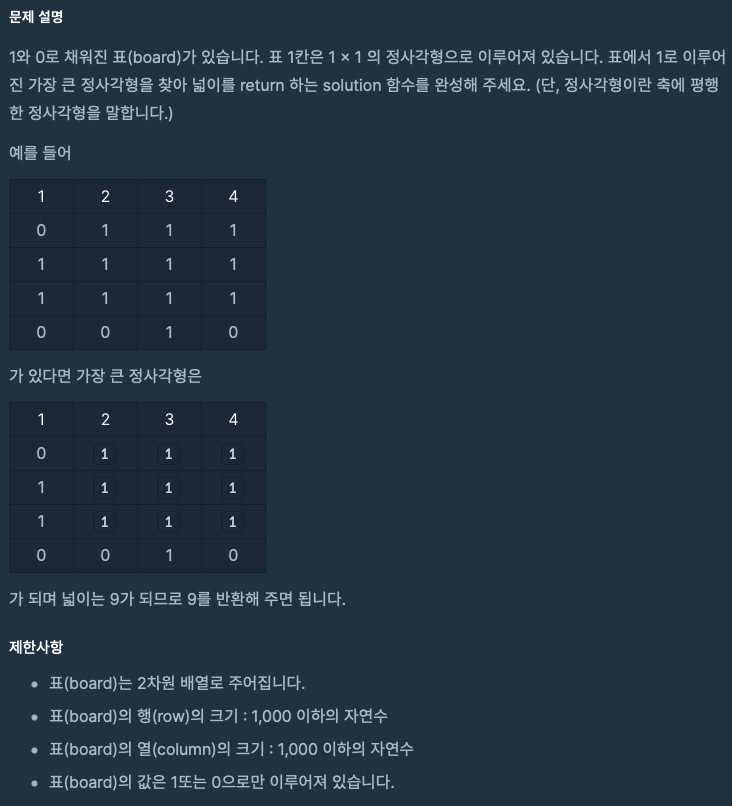 문제 설명
1와 0로 채워진 표(board)가 있습니다. 표 1칸은 1 x 1 의 정사각형으로 이루어져 있습니다. 표에서 1로 이루어
진 가장 큰 정사각형을 찾아 넓이를 return 하는 solution 함수를 완성해 주세요. (단, 정사각형이란 축에 평행
한 정사각형을 말합니다.)
예를 들어
1 2 3 4
0 1 1 1
1 1 1 1
1 1 1 1
0 0 1 0
가 있다면 가장 큰 정사각형은
1 2 3 4
0 1 1 1
1 1 1 1
1 1 1 1
0 0 1 0
가 되며 넓이는 9가 되므로 9를 반환해 주면 됩니다.
제한사항
• 표(board)는 2차원 배열로 주어집니다.
• 표(board)의 행(row)의 크기 : 1,000 이하의 자연수
• 표(board)의 열(column)의 크기 : 1,000 이하의 자연수
• 표(board)의 값은 1또는 0으로만 이루어져 있습니다.